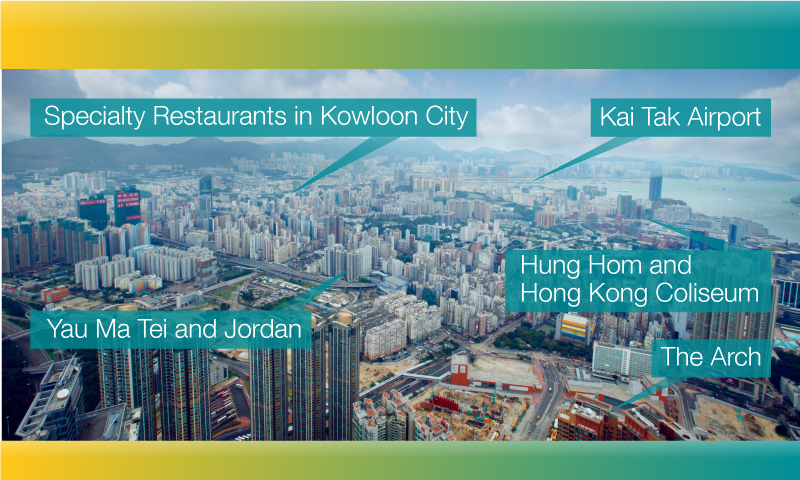 Specialty Restaurants in Kowloon City
Kai Tak Airport
Hung Hom and
Hong Kong Coliseum
Yau Ma Tei and Jordan
The Arch